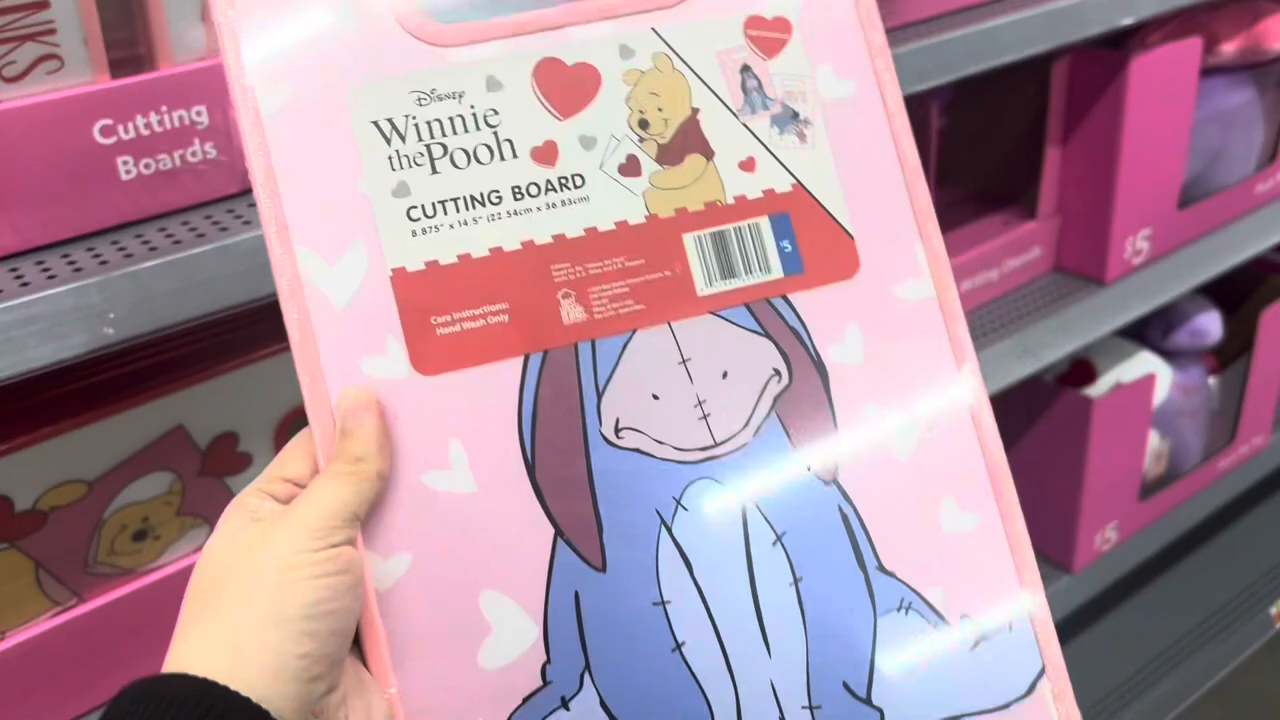 INKS
Cutting
Boards
DISNEY
Winnie
the Pooh
CUTTING BOARD
8.875" x 14.5" (22.54cm x 36.83cm)
Care Instructions:
Hand Wash Only
$5
$5
$5